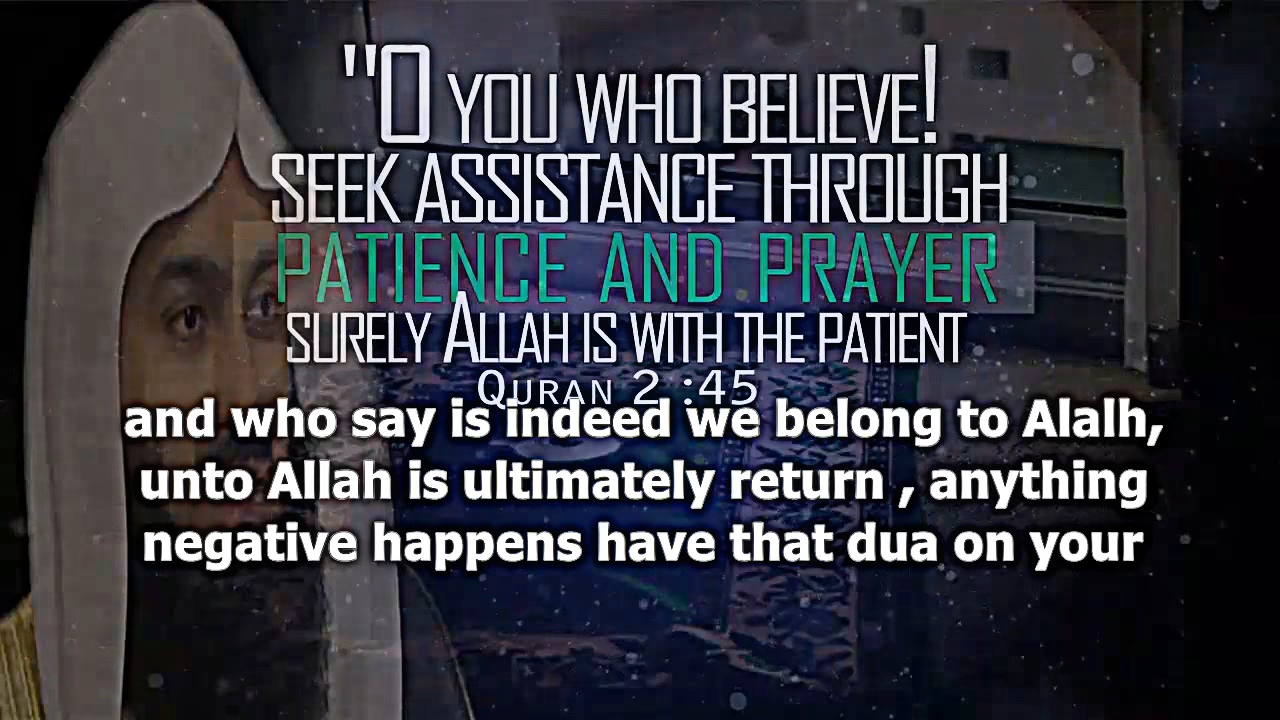 "O YOU WHO BELIEVE!
SEEK ASSISTANCE THROUGH
PATIENCE AND PRAYER
SURELY ALLAH IS WITH THE PATIENT
QURAN 2 :45
and who say is indeed we belong to Alalh,
unto Allah is ultimately return , anything
negative happens have that dua on your